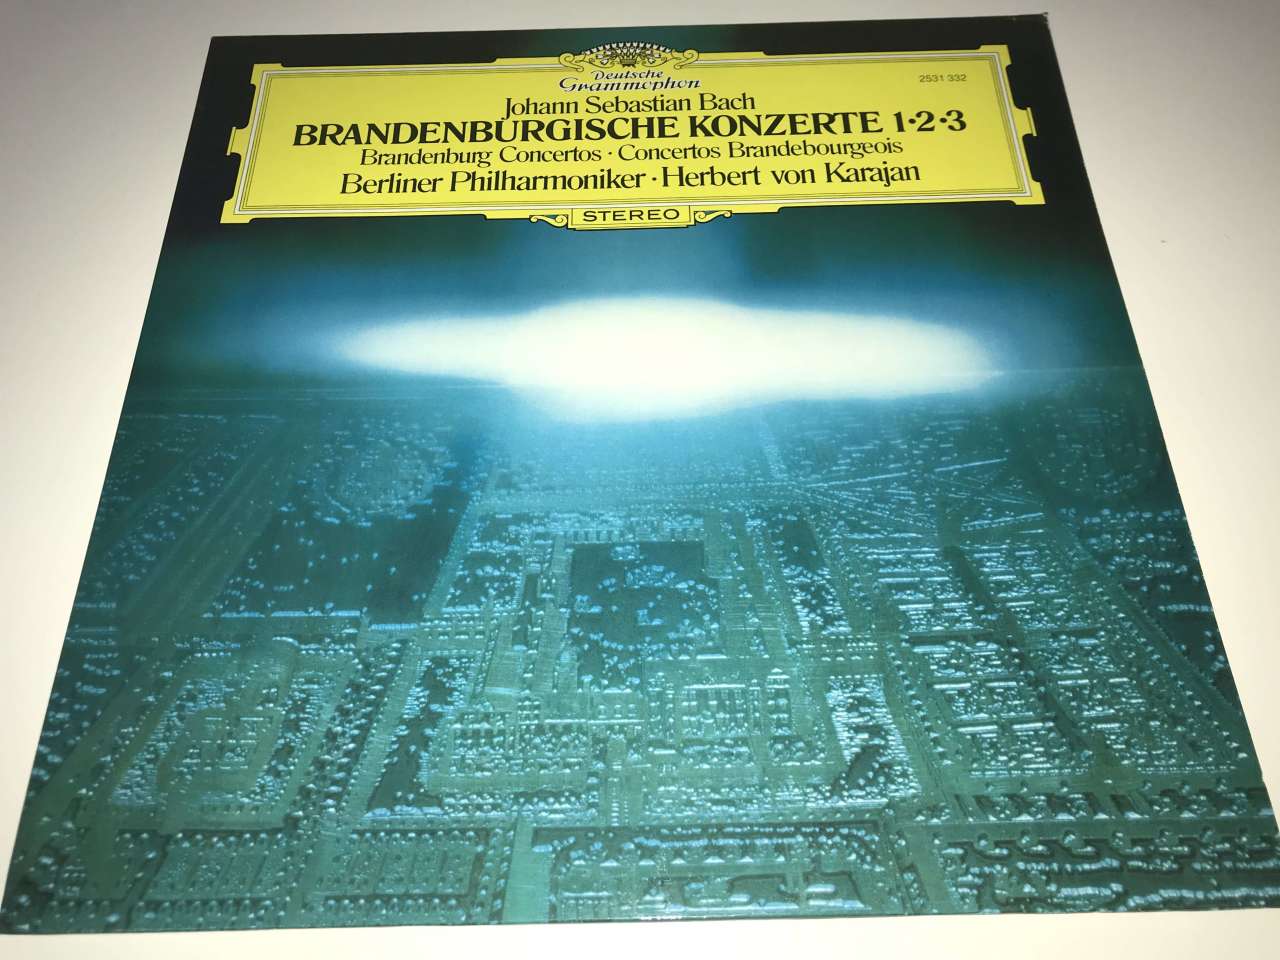 Deutsche
Grammophon
2531 332
Johann Sebastian Bach
BRANDENBURGISCHE KONZERTE 1·2·3
Brandenburg Concertos · Concertos Brandebourgeois
Berliner Philharmoniker · Herbert von Karajan
STEREO